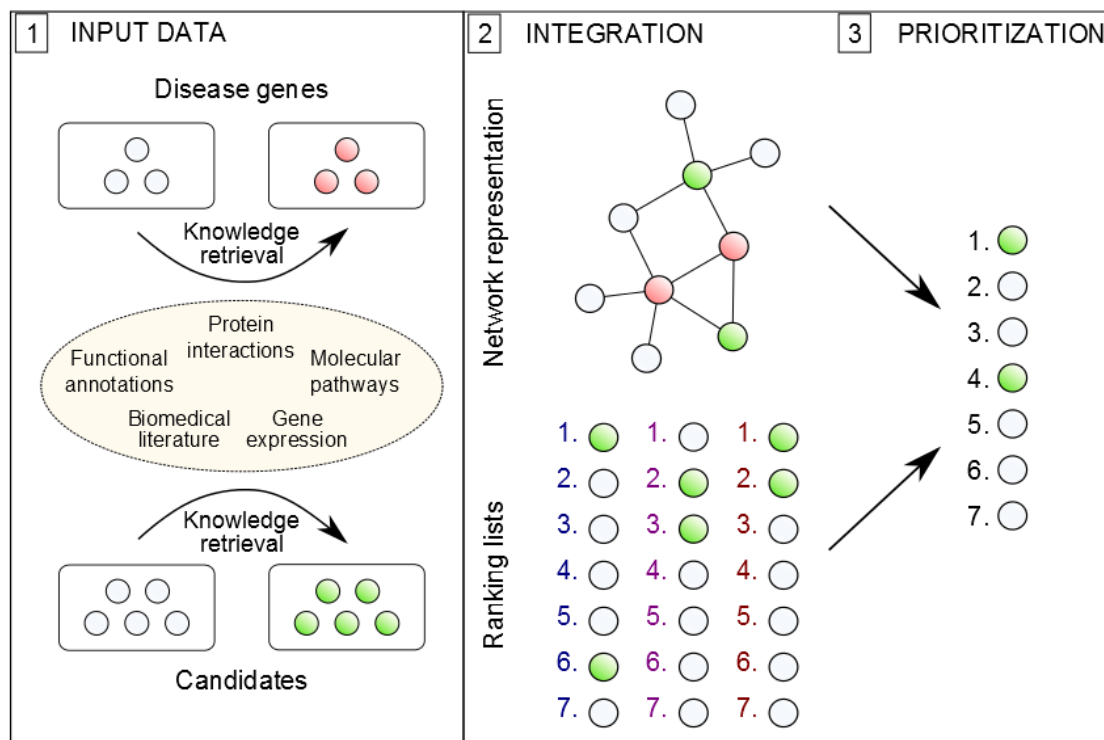 1 INPUT DATA
Disease genes
Knowledge
retrieval
Protein
interactions
Functional
annotations
Molecular
pathways
Biomedical
literature
Gene
expression
Knowledge
retrieval
Candidates
2 INTEGRATION
Network representation
Ranking lists
1. 1. 1.
2. 2. 2.
3. 3. 3.
4. 4. 4.
5. 5. 5.
6. 6. 6.
7. 7. 7.
3 PRIORITIZATION
1.
2.
3.
4.
5.
6.
7.